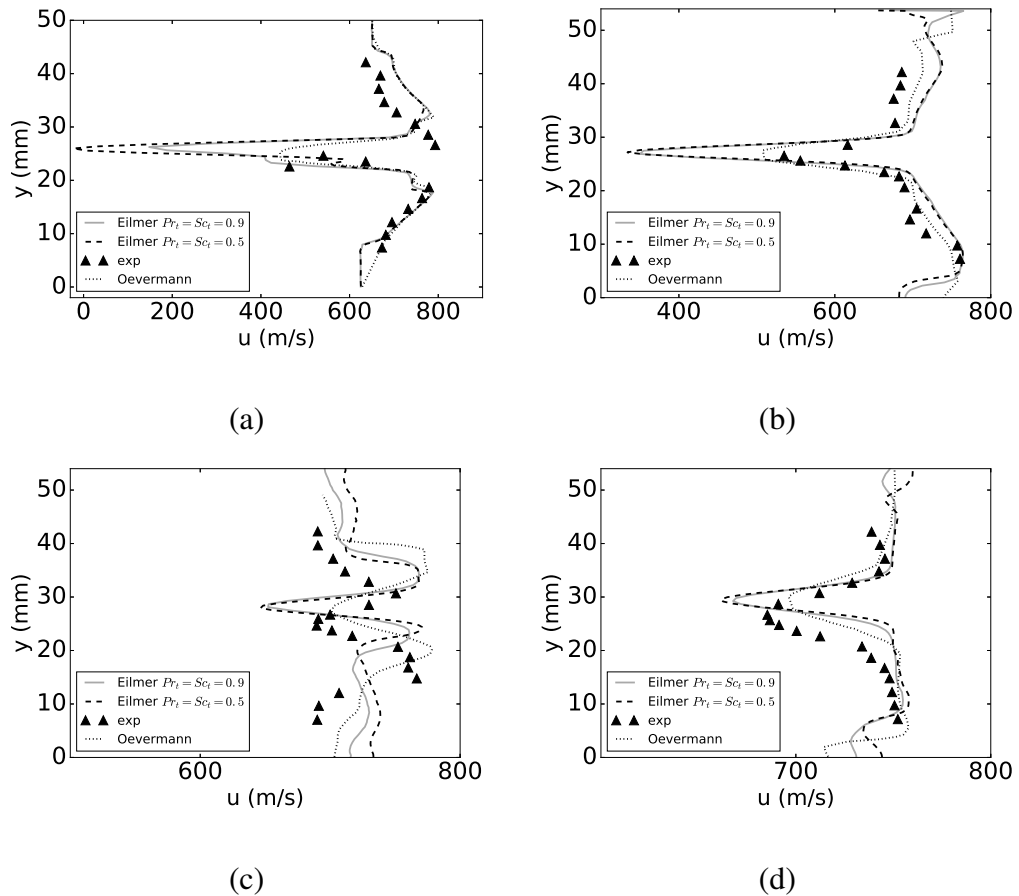 50
40
30
20
10
0
y (mm)
Eilmer Pr_t = Sc_t = 0.9
Eilmer Pr_t = Sc_t = 0.5
exp
Oevermann
0 200 400 600 800
u (m/s)
(a)
50
40
30
20
10
0
y (mm)
Eilmer Pr_t = Sc_t = 0.9
Eilmer Pr_t = Sc_t = 0.5
exp
Oevermann
400 600 800
u (m/s)
(b)
50
40
30
20
10
0
y (mm)
Eilmer Pr_t = Sc_t = 0.9
Eilmer Pr_t = Sc_t = 0.5
exp
Oevermann
600 800
u (m/s)
(c)
50
40
30
20
10
0
y (mm)
Eilmer Pr_t = Sc_t = 0.9
Eilmer Pr_t = Sc_t = 0.5
exp
Oevermann
700 800
u (m/s)
(d)